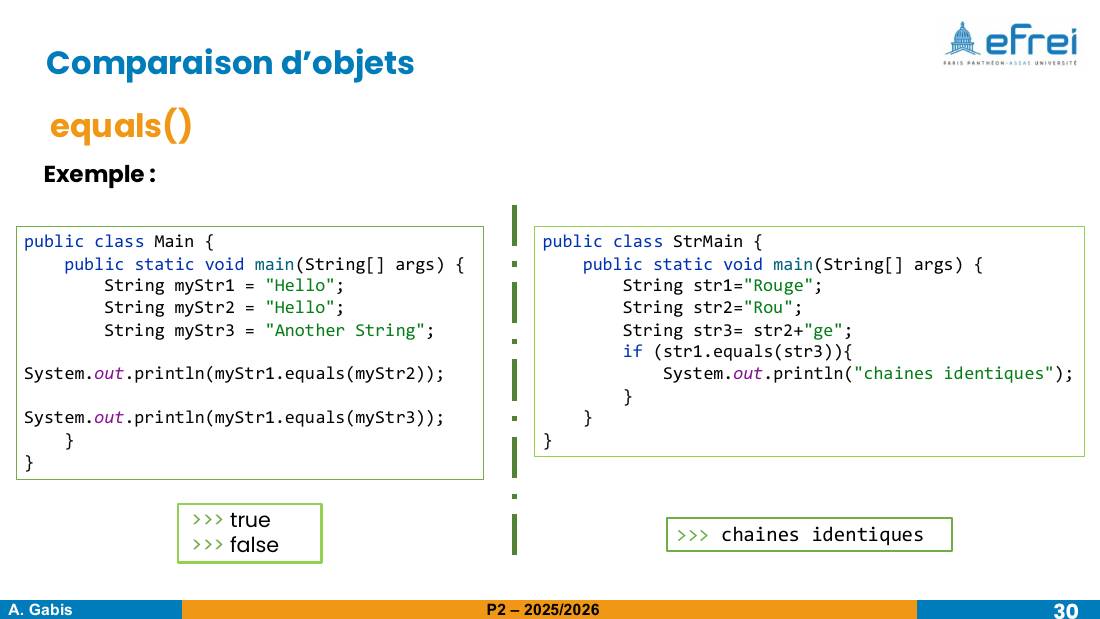 efrei
PARIS PANTHÉON-ASSAS UNIVERSITÉ
Comparaison d’objets
equals()
Exemple :
public class Main {
    public static void main(String[] args) {
        String myStr1 = "Hello";
        String myStr2 = "Hello";
        String myStr3 = "Another String";
System.out.println(myStr1.equals(myStr2));
System.out.println(myStr1.equals(myStr3));
    }
}
>>> true
>>> false
public class StrMain {
    public static void main(String[] args) {
        String str1="Rouge";
        String str2="Rou";
        String str3= str2+"ge";
        if (str1.equals(str3)){
            System.out.println("chaines identiques");
        }
    }
}
>>> chaines identiques
A. Gabis
P2 – 2025/2026
30